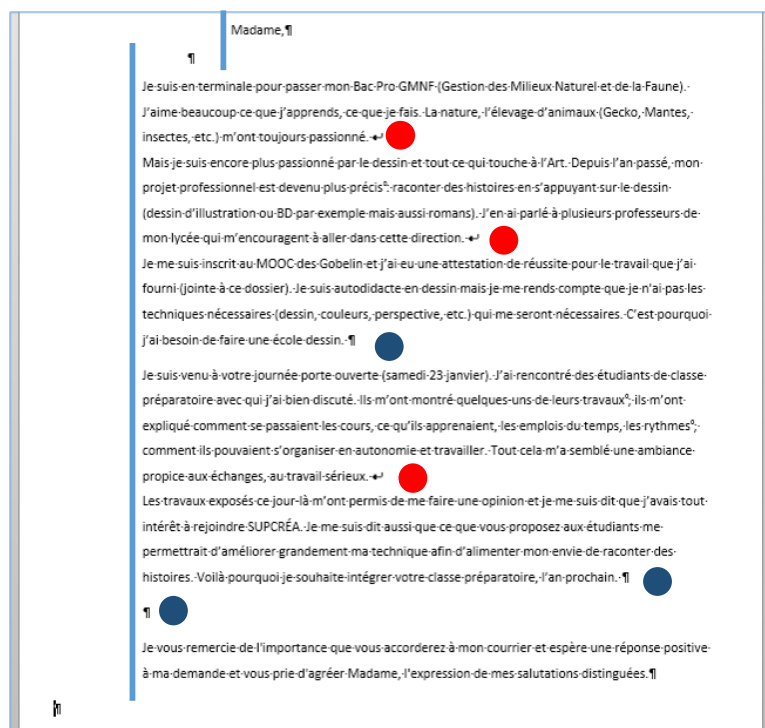 Madame,¶
¶
Je suis en terminale pour passer mon Bac Pro GMNF (Gestion des Milieux Naturel et de la Faune).
J’aime beaucoup ce que j’apprends, ce que je fais. La nature, l’élevage d’animaux (Gecko, Mantes,
insectes, etc.) m’ont toujours passionné. ↵
Mais je suis encore plus passionné par le dessin et tout ce qui touche à l’Art. Depuis l’an passé, mon
projet professionnel est devenu plus précis°: raconter des histoires en s’appuyant sur le dessin
(dessin d’illustration ou BD par exemple mais aussi romans). J’en ai parlé à plusieurs professeurs de
mon lycée qui m’encouragent à aller dans cette direction. ↵
Je me suis inscrit au MOOC des Gobelin et j’ai eu une attestation de réussite pour le travail que j’ai
fourni (jointe à ce dossier). Je suis autodidacte en dessin mais je me rends compte que je n’ai pas les
techniques nécessaires (dessin, couleurs, perspective, etc.) qui me seront nécessaires. C’est pourquoi
j’ai besoin de faire une école dessin. ¶
Je suis venu à votre journée porte ouverte (samedi 23 janvier). J’ai rencontré des étudiants de classe
préparatoire avec qui j’ai bien discuté. Ils m’ont montré quelques-uns de leurs travaux°; ils m’ont
expliqué comment se passaient les cours, ce qu’ils apprenaient, les emplois du temps, les rythmes°;
comment ils pouvaient s’organiser en autonomie et travailler. Tout cela m’a semblé une ambiance
propice aux échanges, au travail sérieux. ↵
Les travaux exposés ce jour-là m’ont permis de me faire une opinion et je me suis dit que j’avais tout
intérêt à rejoindre SUPCRÉA. Je me suis dit aussi que ce que vous proposez aux étudiants me
permettrait d’améliorer grandement ma technique afin d’alimenter mon envie de raconter des
histoires. Voilà pourquoi je souhaite intégrer votre classe préparatoire, l’an prochain. ¶
¶
Je vous remercie de l'importance que vous accorderez à mon courrier et espère une réponse positive
à ma demande et vous prie d'agréer Madame, l'expression de mes salutations distinguées.¶
¶